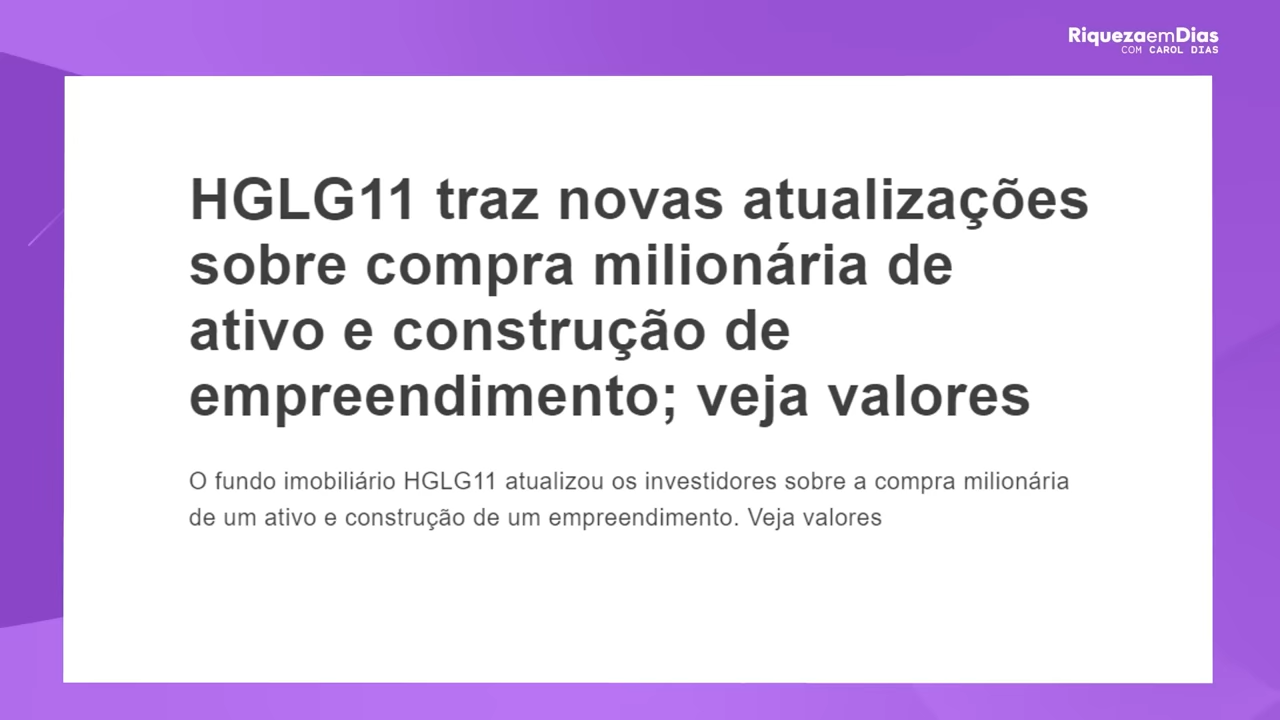 RiquezaemDias
COM CAROL DIAS
HGLG11 traz novas atualizações
sobre compra milionária de
ativo e construção de
empreendimento; veja valores
O fundo imobiliário HGLG11 atualizou os investidores sobre a compra milionária
de um ativo e construção de um empreendimento. Veja valores